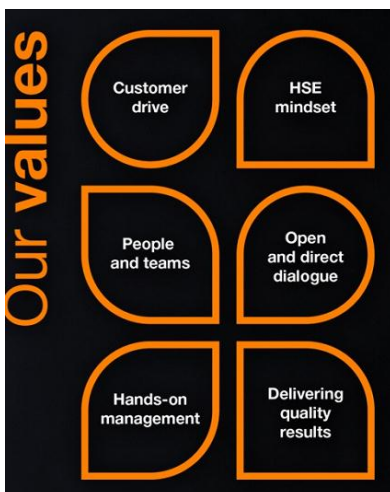 Our values
Customer
drive
HSE
mindset
People
and teams
Open
and direct
dialogue
Hands-on
management
Delivering
quality
results